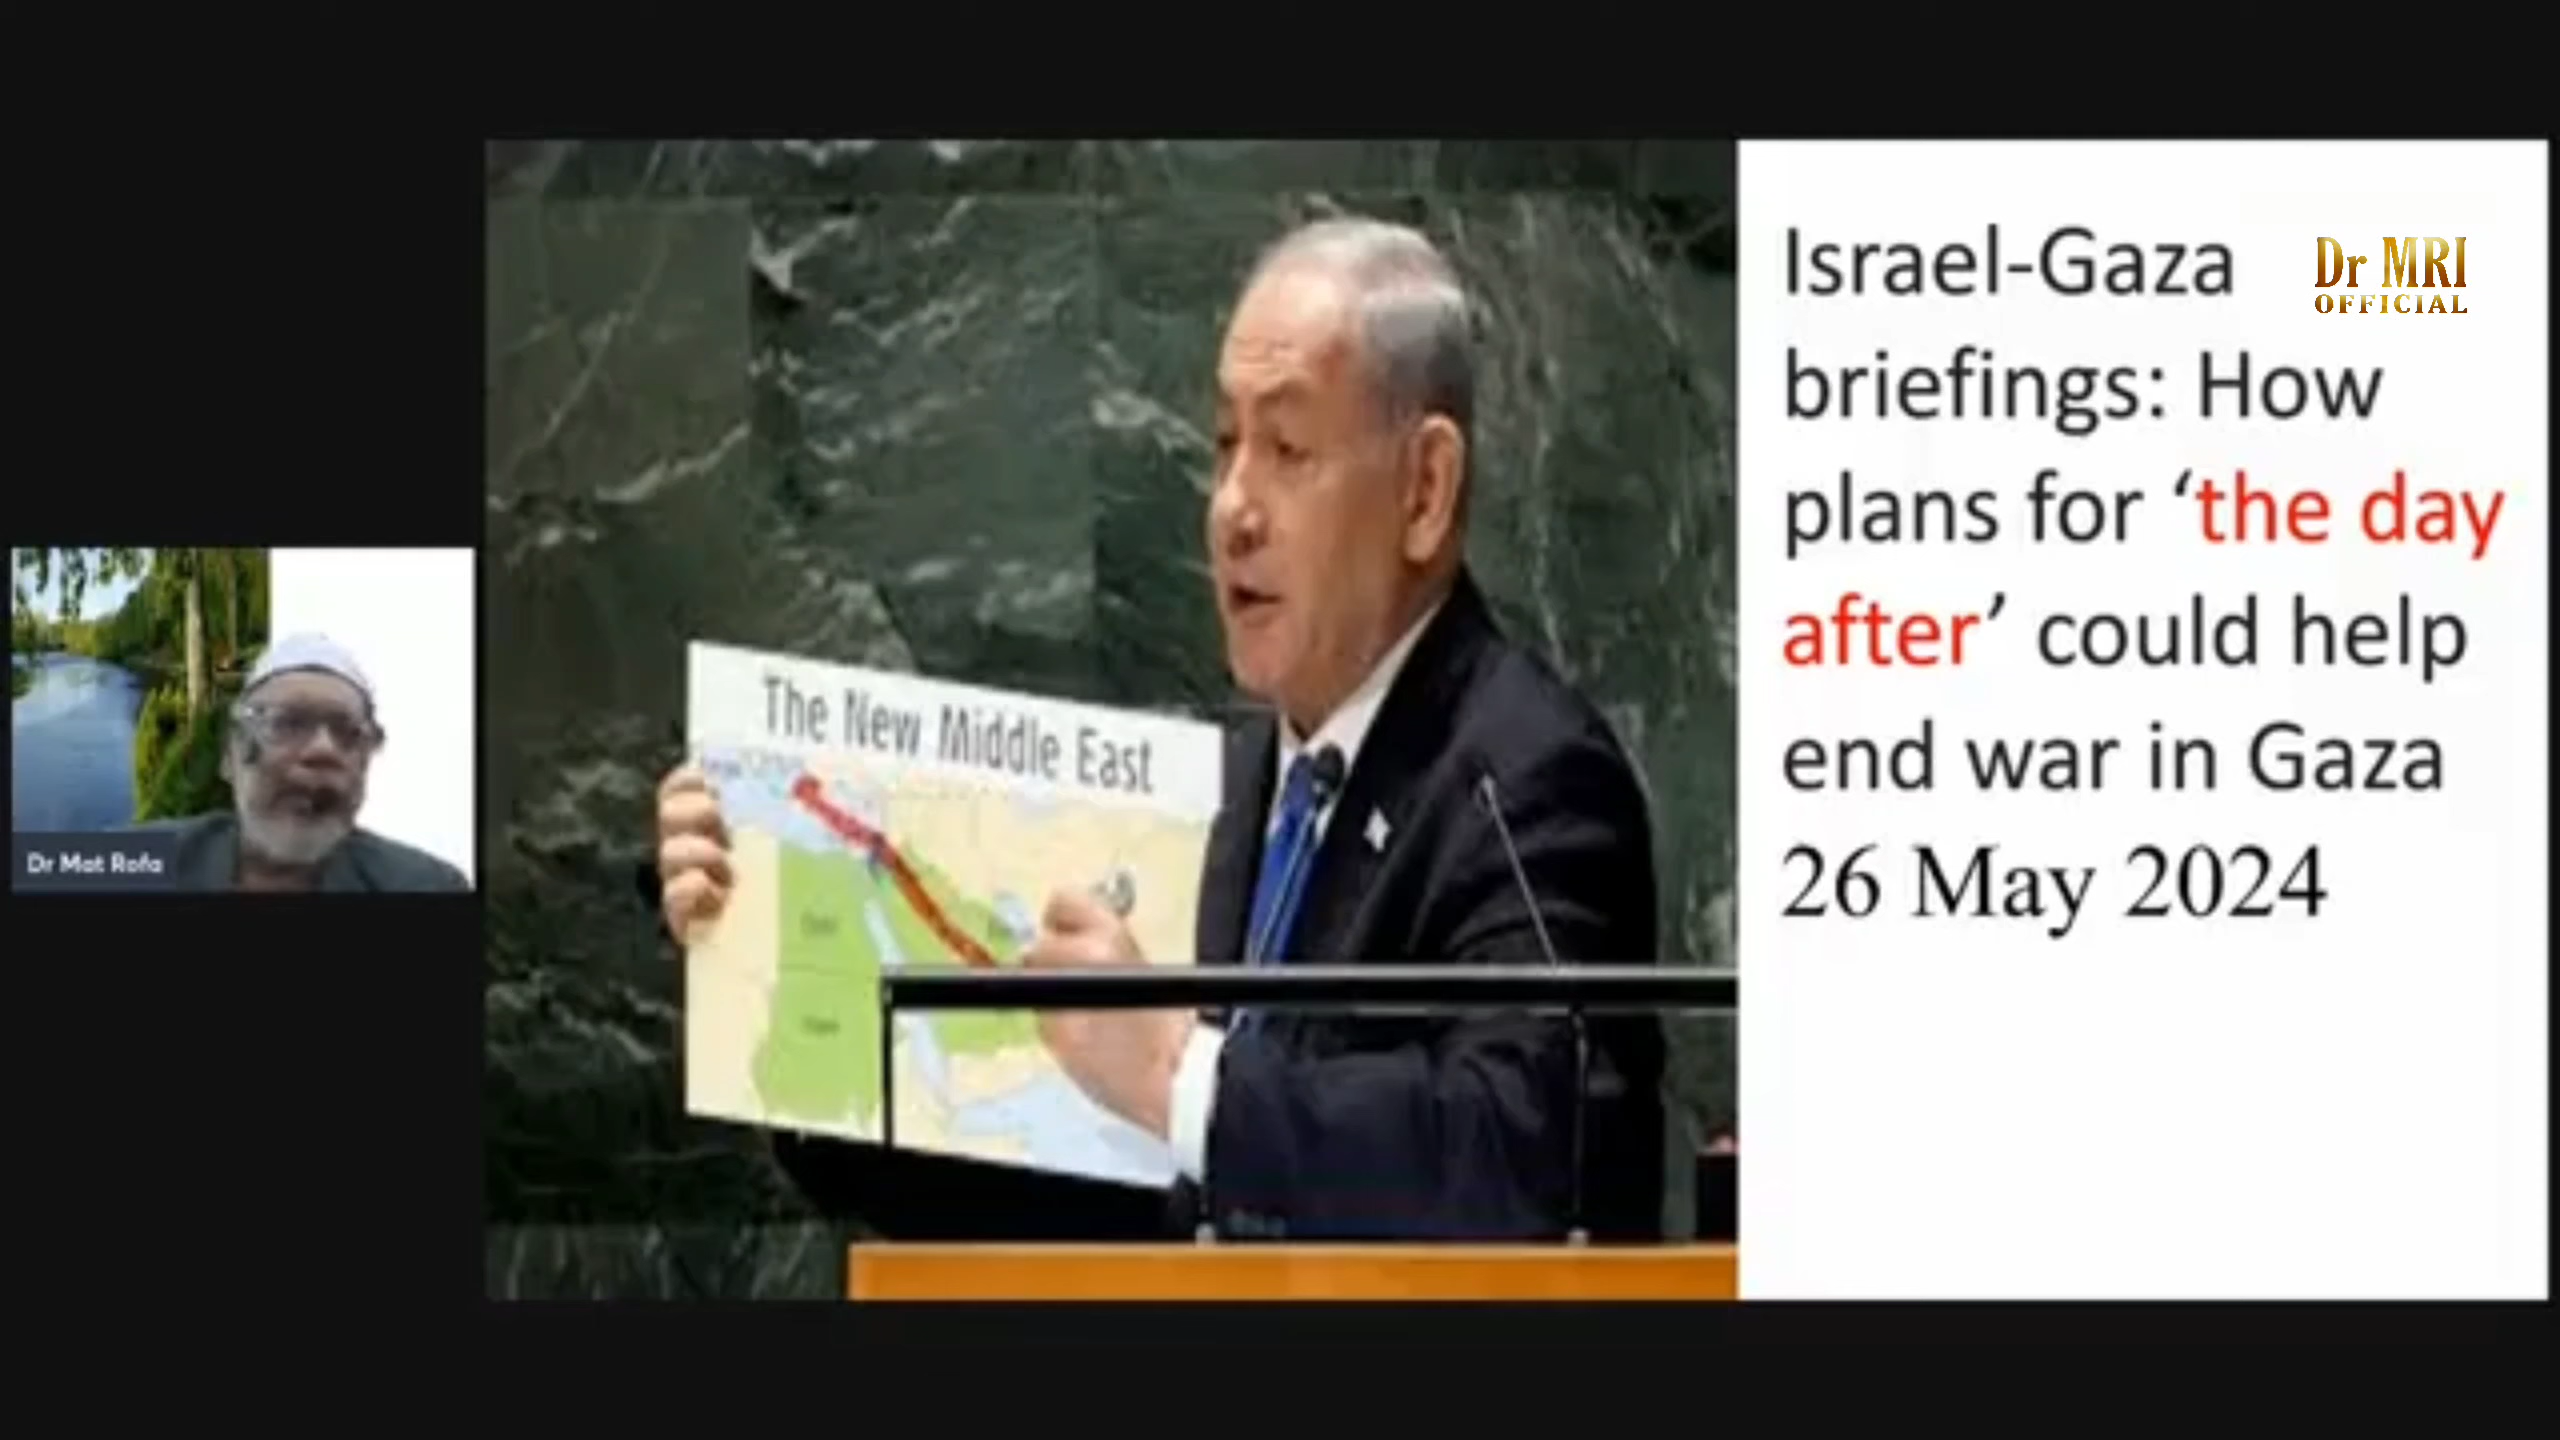 Dr Mat Rofa
The New Middle East
Israel-Gaza
briefings: How
plans for ‘the day
after’ could help
end war in Gaza
26 May 2024
Dr MRI
OFFICIAL